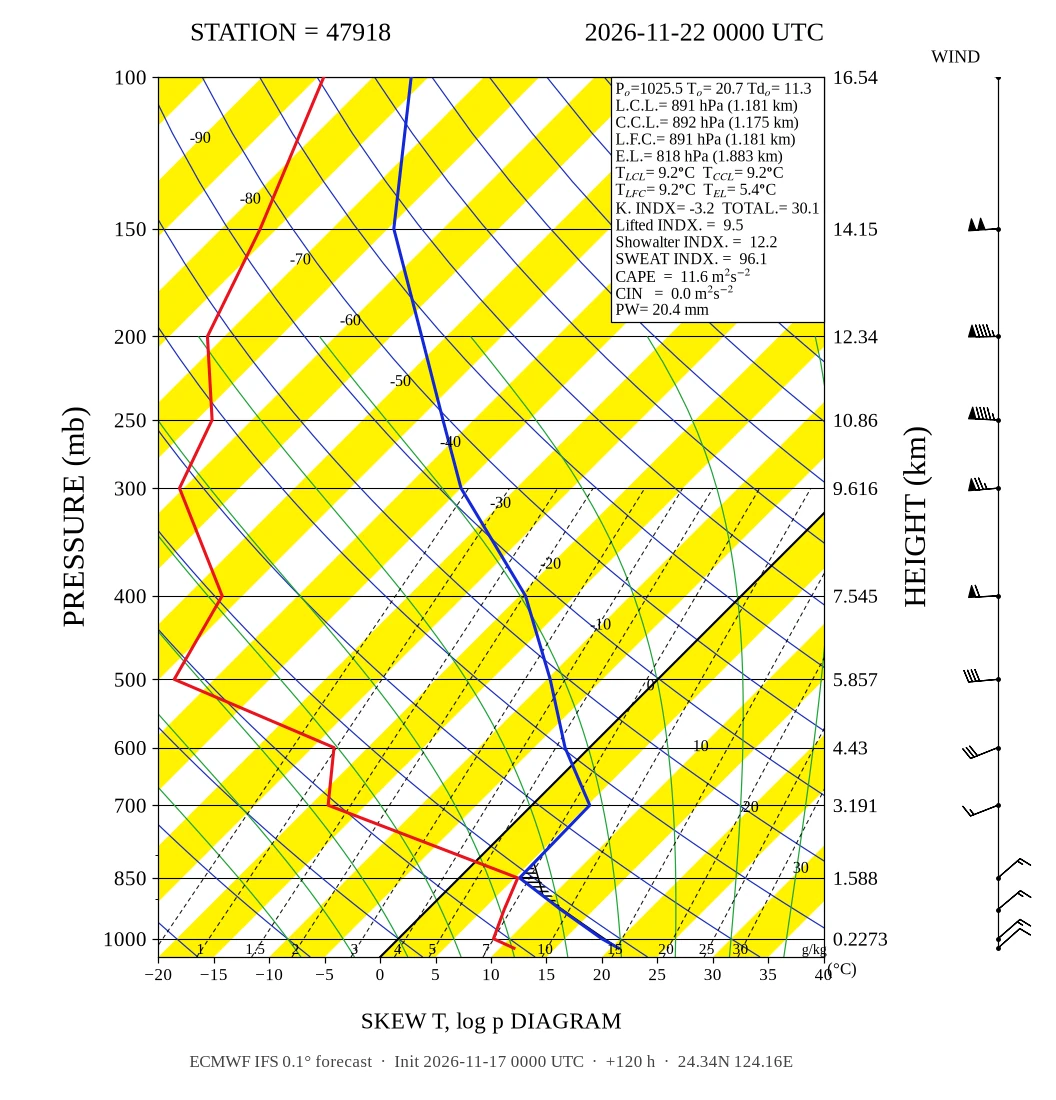 STATION = 47918 2026-11-22 0000 UTC
WIND
100 16.54
Pₒ=1025.5 Tₒ= 20.7 Tdₒ= 11.3
L.C.L.= 891 hPa (1.181 km)
C.C.L.= 892 hPa (1.175 km)
L.F.C.= 891 hPa (1.181 km)
E.L.= 818 hPa (1.883 km)
T_LCL= 9.2°C T_CCL= 9.2°C
T_LFC= 9.2°C T_EL= 5.4°C
K. INDX= -3.2 TOTAL.= 30.1
Lifted INDX. = 9.5
Showalter INDX. = 12.2
SWEAT INDX. = 96.1
CAPE = 11.6 m²s⁻²
CIN = 0.0 m²s⁻²
PW= 20.4 mm
-90
-80
150 14.15
-70
-60
200 12.34
-50
250 10.86
-40
300 9.616
-30
-20
400 7.545
-10
500 5.857
0
600 4.43
10
700 3.191
20
850 1.588
30
1000 0.2273
1 1.5 2 3 4 5 7 10 15 20 25 30 g/kg
−20 −15 −10 −5 0 5 10 15 20 25 30 35 40 (°C)
PRESSURE (mb)
HEIGHT (km)
SKEW T, log p DIAGRAM
ECMWF IFS 0.1° forecast · Init 2026-11-17 0000 UTC · +120 h · 24.34N 124.16E